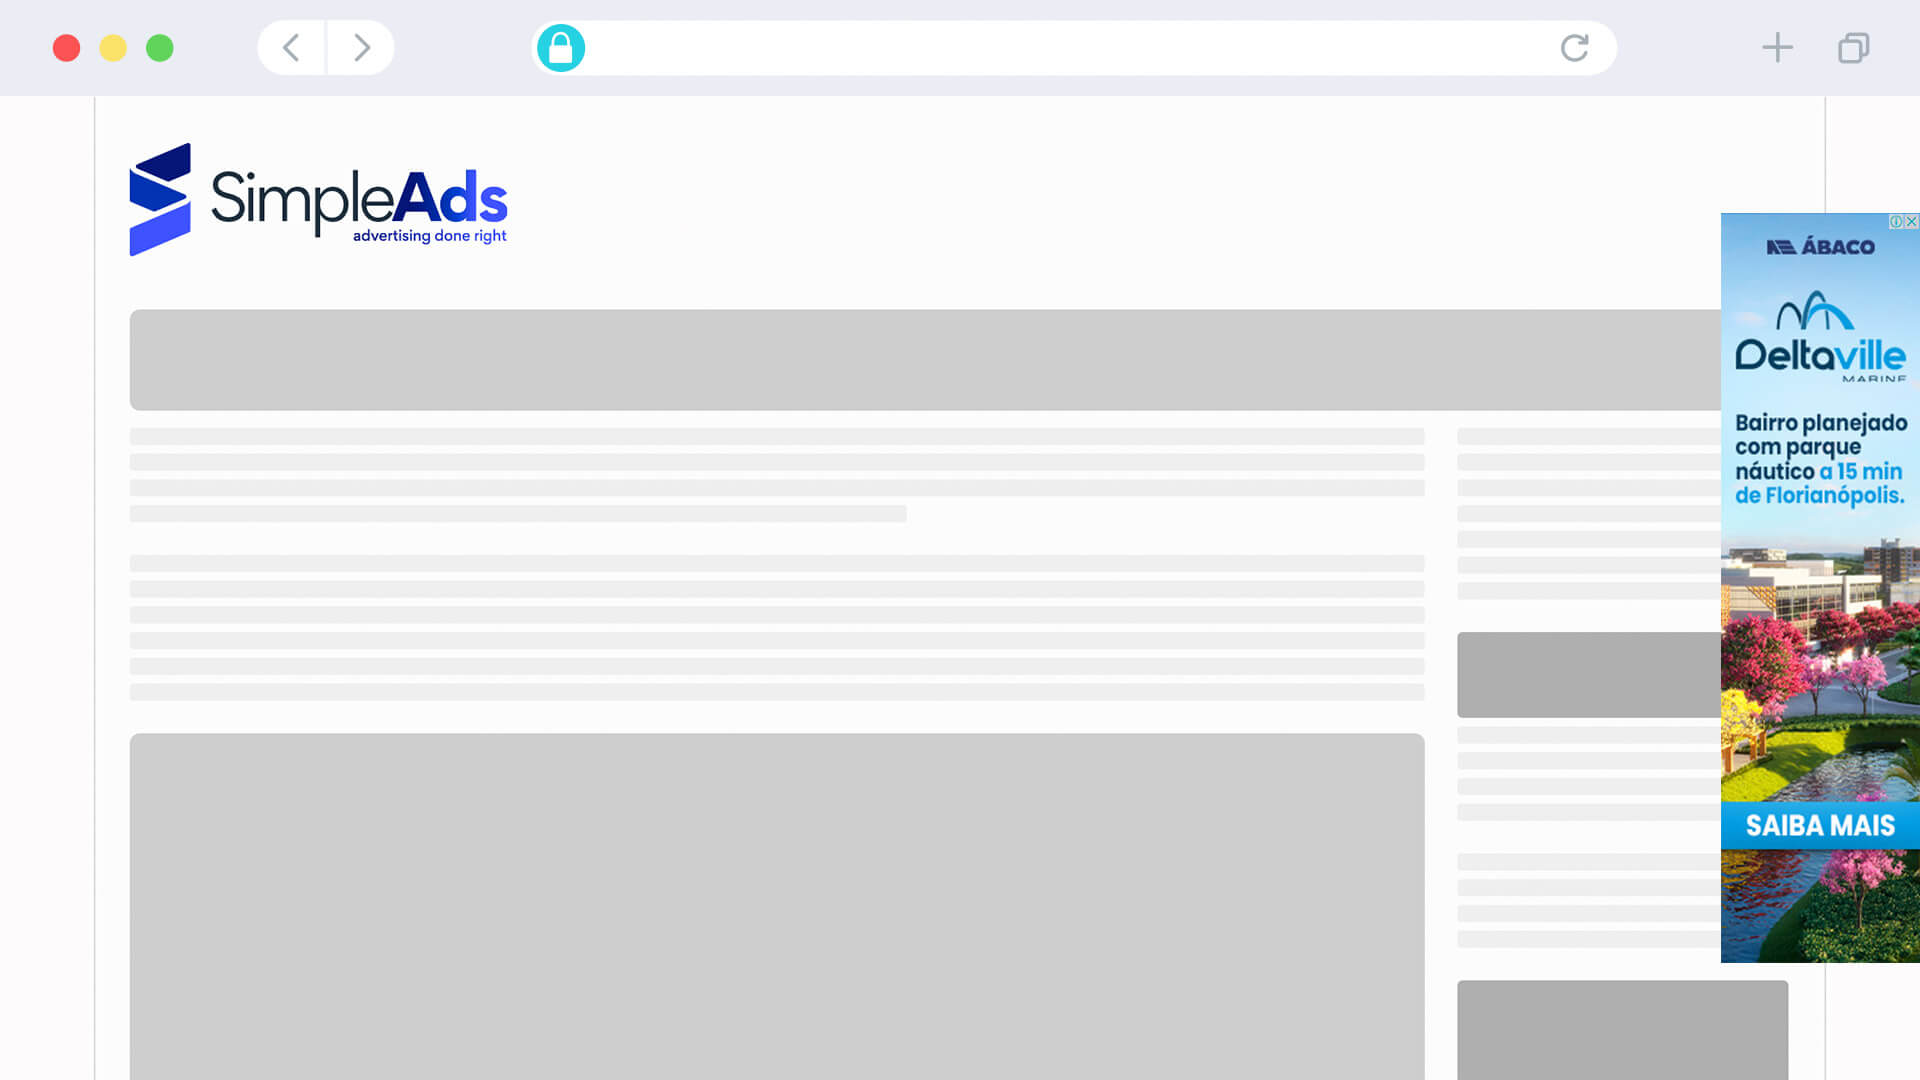 SimpleAds
advertising done right
ÁBACO
Deltaville
MARINE
Bairro planejado
com parque
náutico a 15 min
de Florianópolis.
SAIBA MAIS